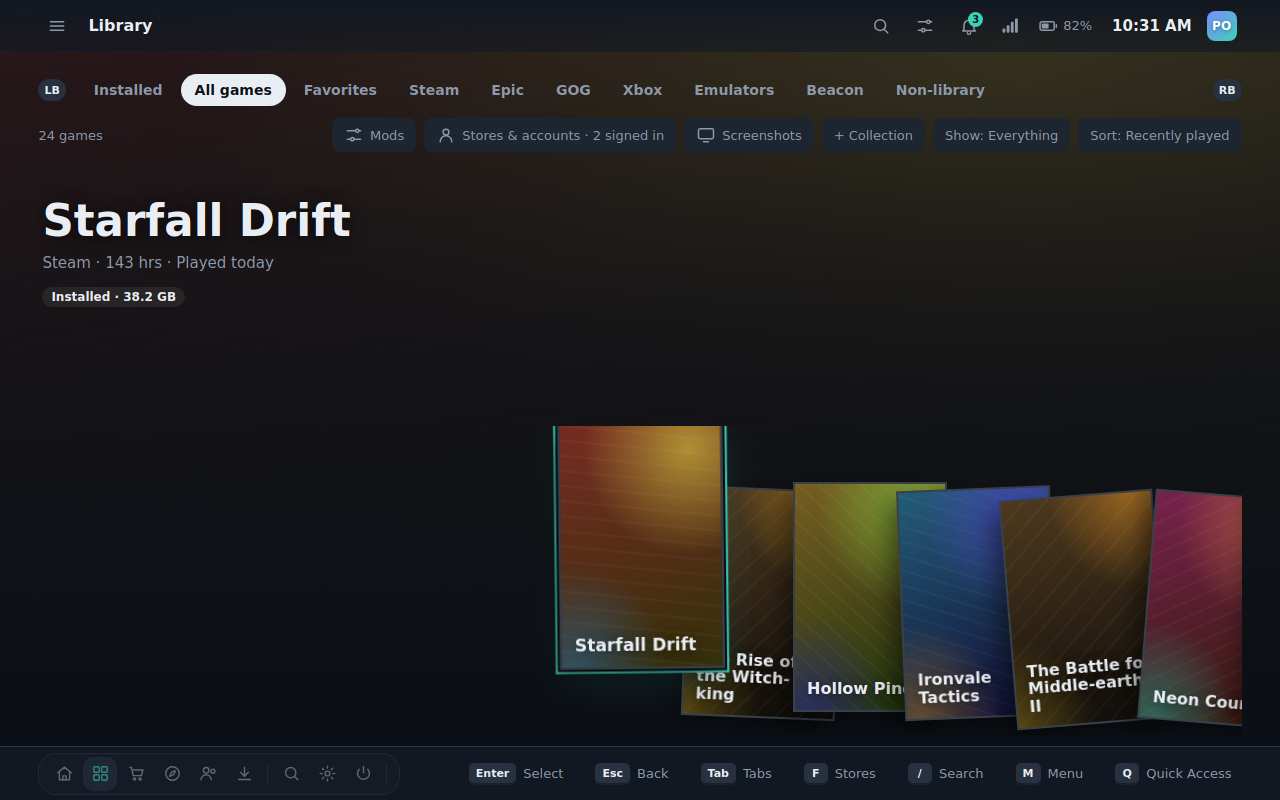 Library
3
82%
10:31 AM
PO
LB
Installed
All games
Favorites
Steam
Epic
GOG
Xbox
Emulators
Beacon
Non-library
RB
24 games
Mods
Stores & accounts · 2 signed in
Screenshots
+ Collection
Show: Everything
Sort: Recently played
Starfall Drift
Steam · 143 hrs · Played today
Installed · 38.2 GB
Starfall Drift
Rise of
the Witch-
king
Hollow
Ironvale
Tactics
The Battle
Middle-earth
II
Neon
Enter Select
Esc Back
Tab Tabs
F Stores
/ Search
M Menu
Q Quick Access